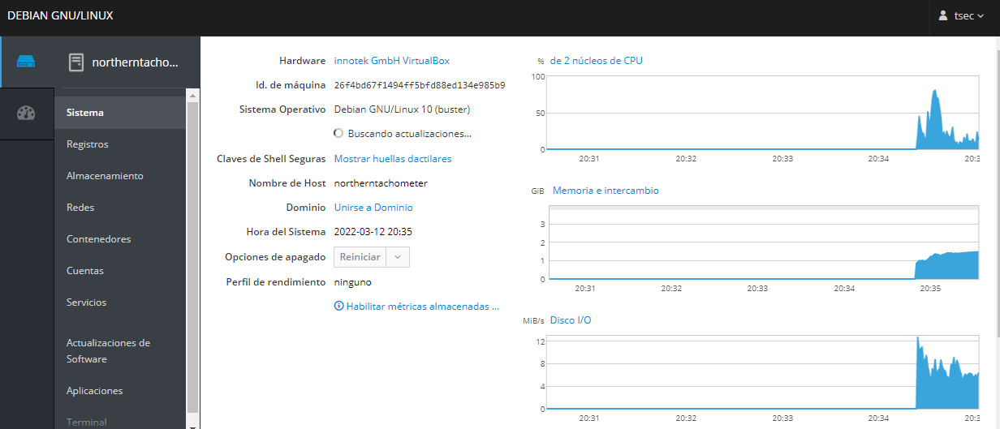 DEBIAN GNU/LINUX
tsec
northerntacho...
Sistema
Registros
Almacenamiento
Redes
Contenedores
Cuentas
Servicios
Actualizaciones de
Software
Aplicaciones
Terminal
Hardware innotek GmbH VirtualBox
Id. de máquina 26f4bd67f1494ff5bfd88ed134e985b9
Sistema Operativo Debian GNU/Linux 10 (buster)
Buscando actualizaciones...
Claves de Shell Seguras Mostrar huellas dactilares
Nombre de Host northerntachometer
Dominio Unirse a Dominio
Hora del Sistema 2022-03-12 20:35
Opciones de apagado Reiniciar
Perfil de rendimiento ninguno
Habilitar métricas almacenadas ...
% de 2 núcleos de CPU
100
50
0
20:31 20:32 20:33 20:34 20:3
GiB Memoria e intercambio
3
2
1
0
20:31 20:32 20:33 20:34 20:35
MiB/s Disco I/O
12
8
4
0
20:31 20:32 20:33 20:34 20:3